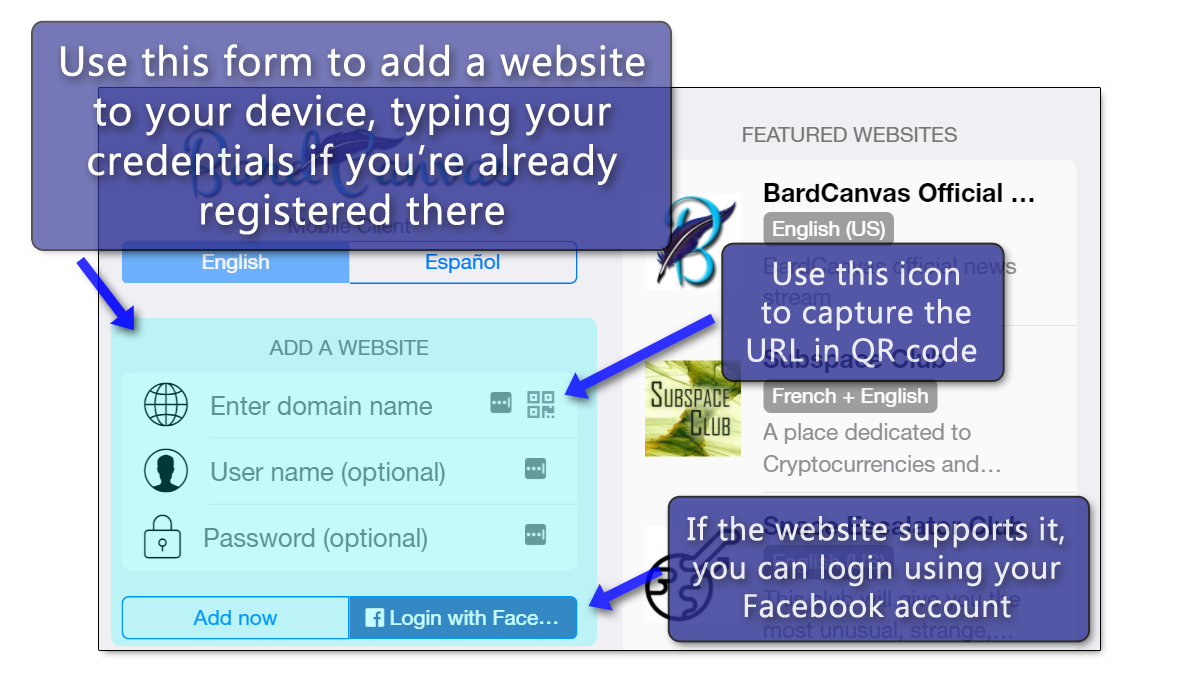 Use this form to add a website
to your device, typing your
credentials if you’re already
registered there
BardCanvas
Mobile Client
English
Español
ADD A WEBSITE
Enter domain name
User name (optional)
Password (optional)
Add now
Login with Face...
FEATURED WEBSITES
BardCanvas Official ...
English (US)
BardCanvas official news
stream
Use this icon
to capture the
URL in QR code
Subspace Club
SUBSPACE
CLUB
French + English
A place dedicated to
Cryptocurrencies and...
Space Escalator Club
English (US)
This club will give you the
most unusual, strange,...
If the website supports it,
you can login using your
Facebook account